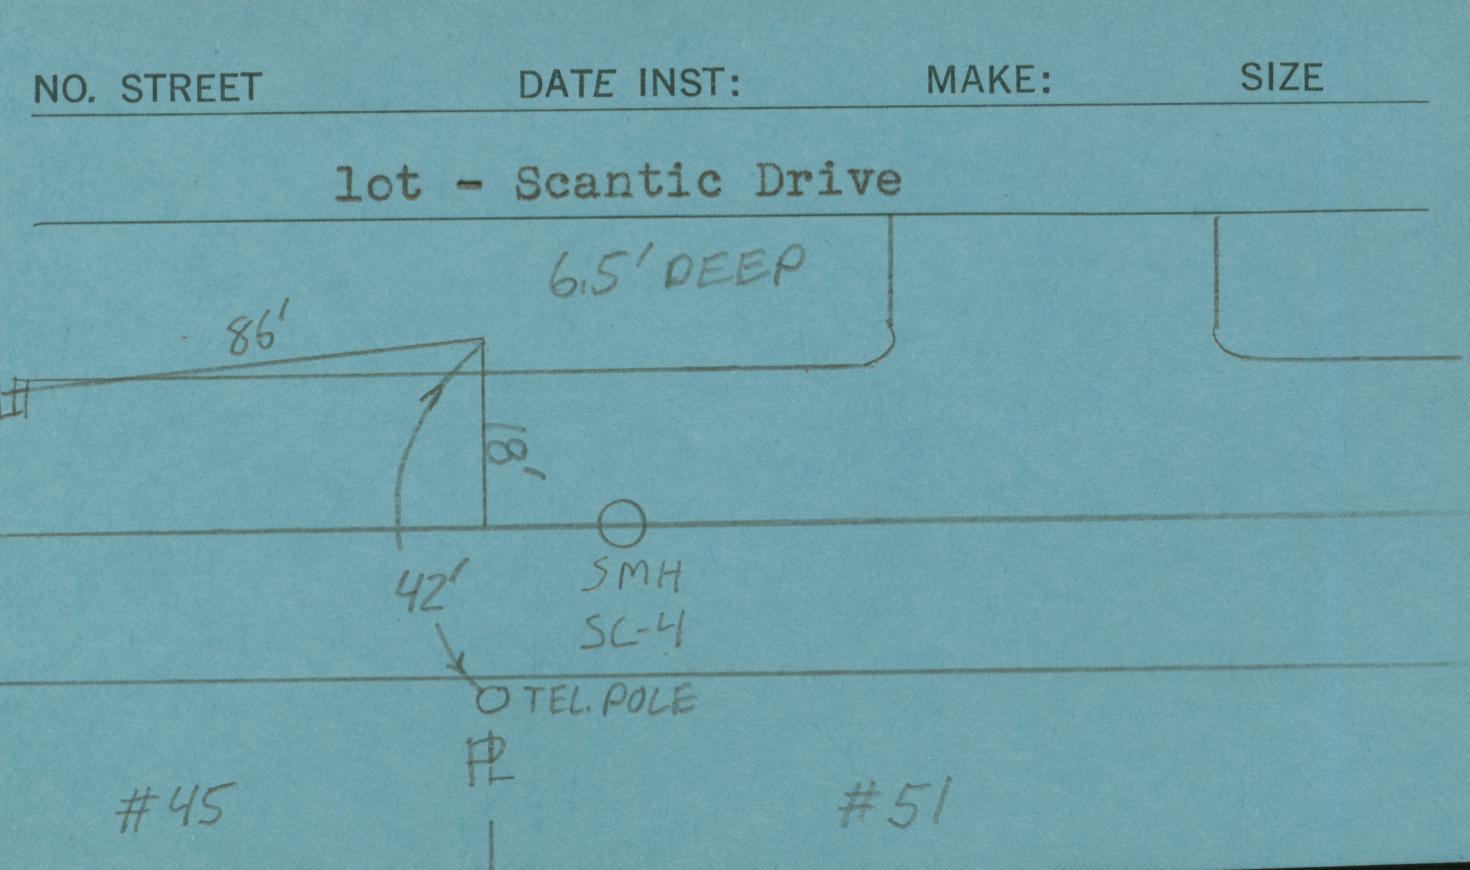 NO. STREET DATE INST: MAKE: SIZE
lot - Scantic Drive
6.5' DEEP
86'
18'
42'
SMH
SC-4
TEL. POLE
PL
#45 #51